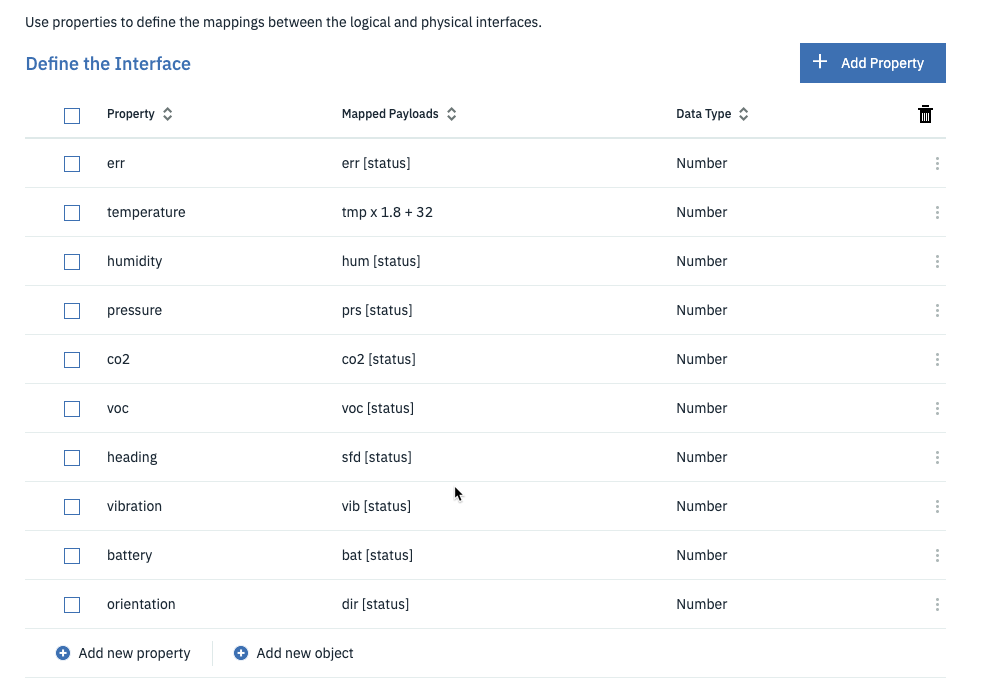 Use properties to define the mappings between the logical and physical interfaces.
Define the Interface
Add Property
Property Mapped Payloads Data Type
err err [status] Number
temperature tmp x 1.8 + 32 Number
humidity hum [status] Number
pressure prs [status] Number
co2 co2 [status] Number
voc voc [status] Number
heading sfd [status] Number
vibration vib [status] Number
battery bat [status] Number
orientation dir [status] Number
Add new property Add new object